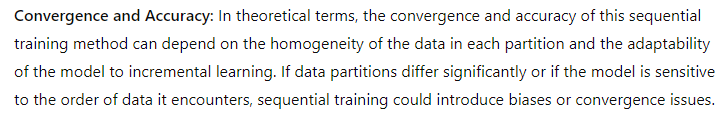 Convergence and Accuracy: In theoretical terms, the convergence and accuracy of this sequential
training method can depend on the homogeneity of the data in each partition and the adaptability
of the model to incremental learning. If data partitions differ significantly or if the model is sensitive
to the order of data it encounters, sequential training could introduce biases or convergence issues.